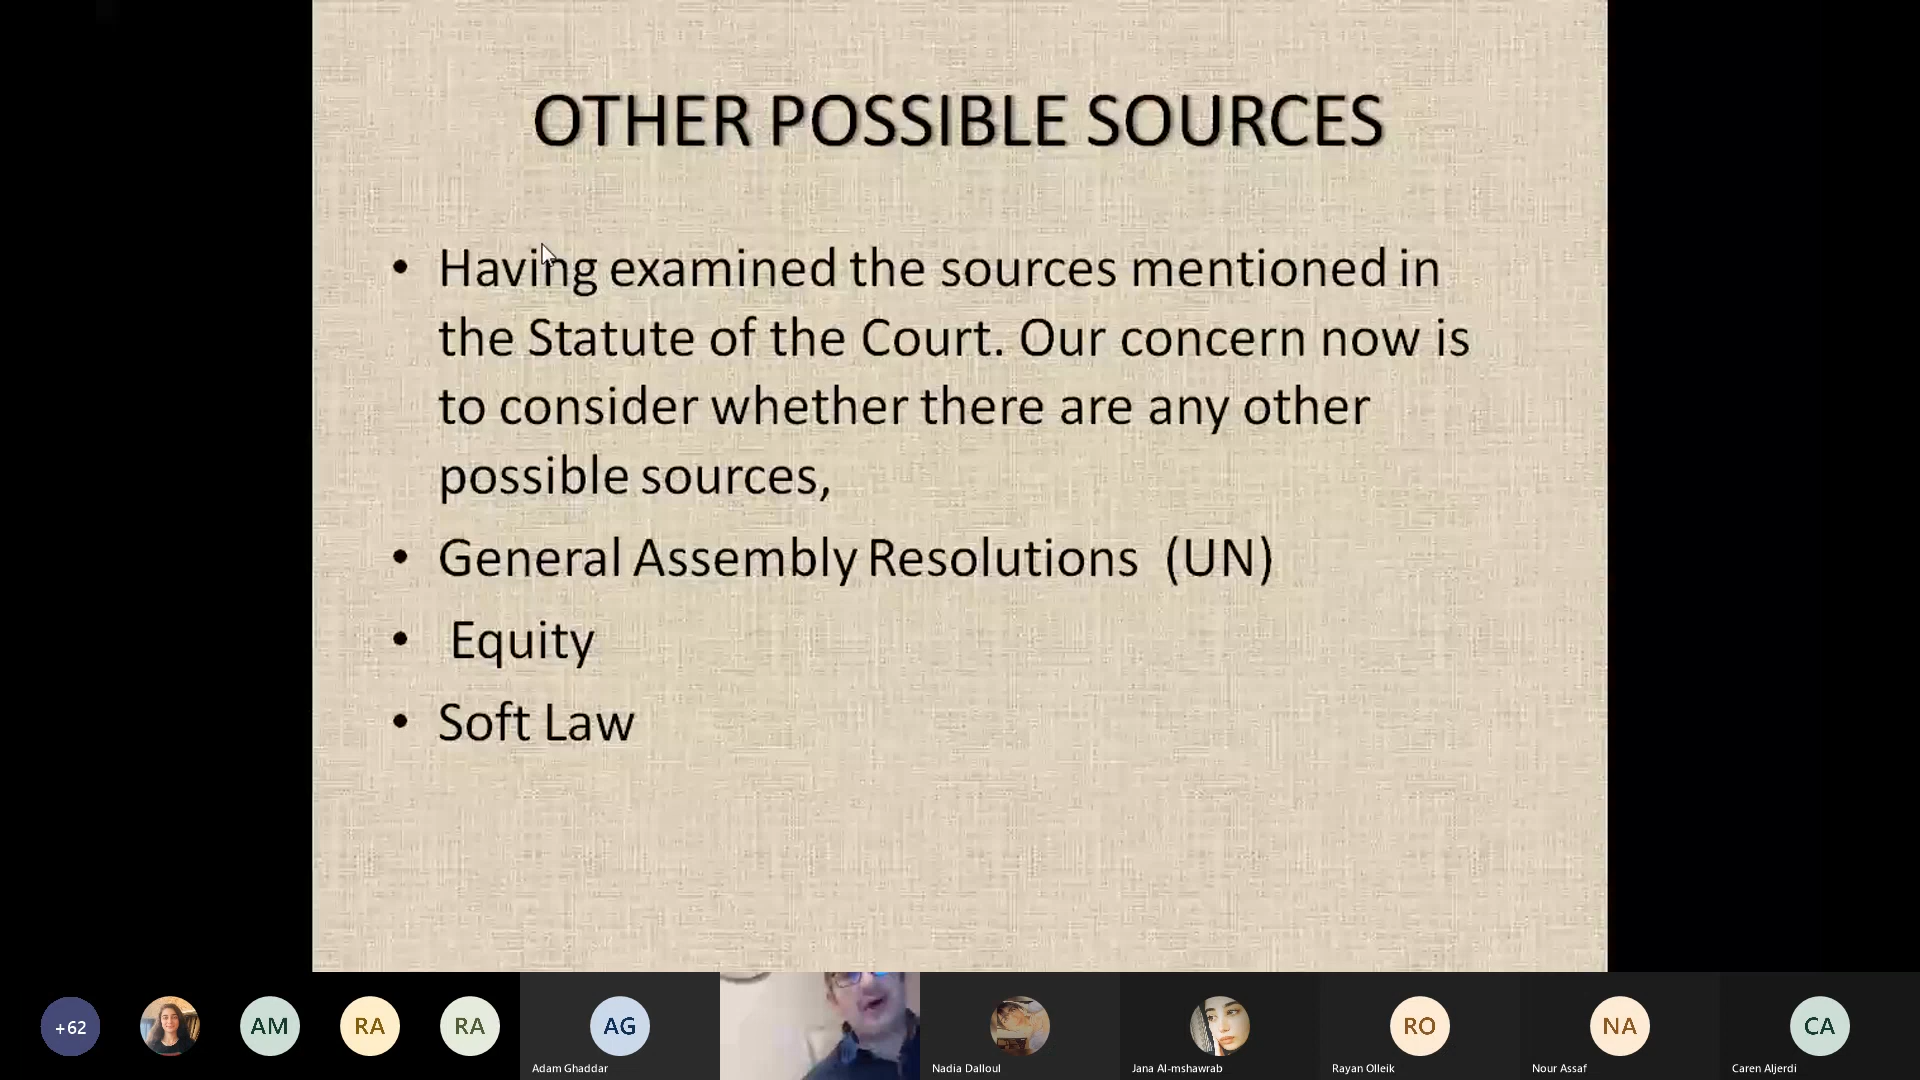 OTHER POSSIBLE SOURCES
• Having examined the sources mentioned in
the Statute of the Court. Our concern now is
to consider whether there are any other
possible sources,
• General Assembly Resolutions (UN)
• Equity
• Soft Law
+62
AM
RA
RA
AG
RO
NA
CA
Adam Ghaddar
Nadia Dalloul
Jana Al-mshawrab
Rayan Olleik
Nour Assaf
Caren Aljerdi